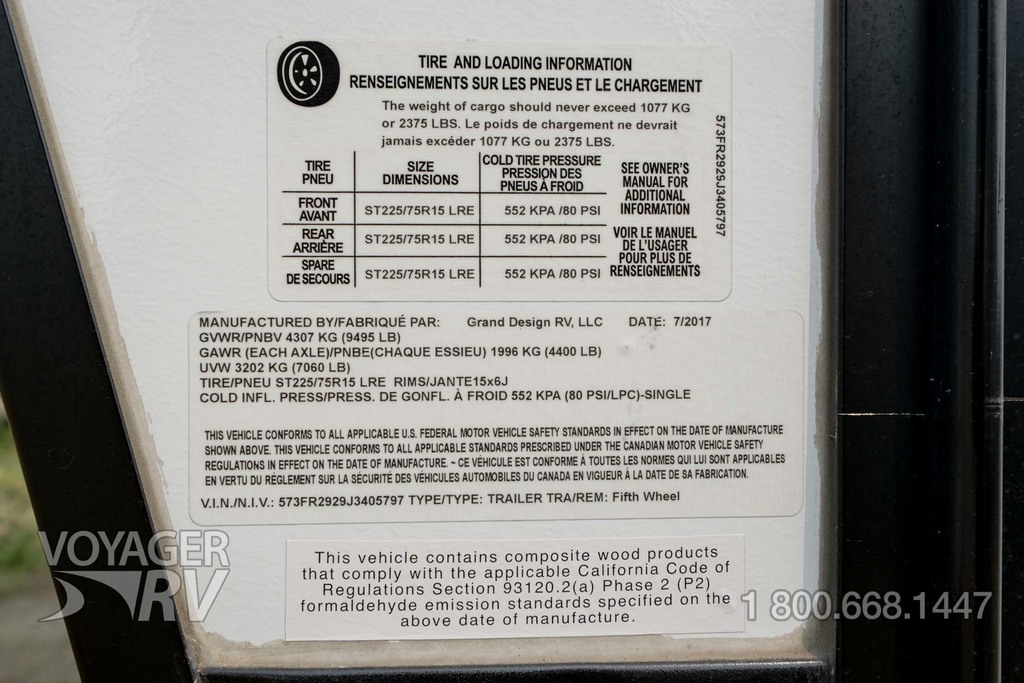 TIRE AND LOADING INFORMATION
RENSEIGNEMENTS SUR LES PNEUS ET LE CHARGEMENT
The weight of cargo should never exceed 1077 KG
or 2375 LBS. Le poids de chargement ne devrait
jamais excéder 1077 KG ou 2375 LBS.
TIRE
PNEU
SIZE
DIMENSIONS
COLD TIRE PRESSURE
PRESSION DES
PNEUS À FROID
FRONT
AVANT
ST225/75R15 LRE
552 KPA /80 PSI
REAR
ARRIÈRE
ST225/75R15 LRE
552 KPA /80 PSI
SPARE
DE SECOURS
ST225/75R15 LRE
552 KPA /80 PSI
SEE OWNER'S
MANUAL FOR
ADDITIONAL
INFORMATION
VOIR LE MANUEL
DE L'USAGER
POUR PLUS DE
RENSEIGNEMENTS
573FR2929J3405797
MANUFACTURED BY/FABRIQUÉ PAR: Grand Design RV, LLC DATE: 7/2017
GVWR/PNBV 4307 KG (9495 LB)
GAWR (EACH AXLE)/PNBE(CHAQUE ESSIEU) 1996 KG (4400 LB)
UVW 3202 KG (7060 LB)
TIRE/PNEU ST225/75R15 LRE RIMS/JANTE15x6J
COLD INFL. PRESS/PRESS. DE GONFL. À FROID 552 KPA (80 PSI/LPC)-SINGLE
THIS VEHICLE CONFORMS TO ALL APPLICABLE U.S. FEDERAL MOTOR VEHICLE SAFETY STANDARDS IN EFFECT ON THE DATE OF MANUFACTURE
SHOWN ABOVE. THIS VEHICLE CONFORMS TO ALL APPLICABLE STANDARDS PRESCRIBED UNDER THE CANADIAN MOTOR VEHICLE SAFETY
REGULATIONS IN EFFECT ON THE DATE OF MANUFACTURE. ~ CE VÉHICULE EST CONFORME À TOUTES LES NORMES QUI LUI SONT APPLICABLES
EN VERTU DU RÉGLEMENT SUR LA SÉCURITÉ DES VÉHICULES AUTOMOBILES DU CANADA EN VIGUEUR À LA DATE DE SA FABRICATION.
V.I.N./N.I.V.: 573FR2929J3405797 TYPE/TYPE: TRAILER TRA/REM: Fifth Wheel
This vehicle contains composite wood products
that comply with the applicable California Code of
Regulations Section 93120.2(a) Phase 2 (P2)
formaldehyde emission standards specified on the
above date of manufacture.
VOYAGER
RV
1 800.668.1447